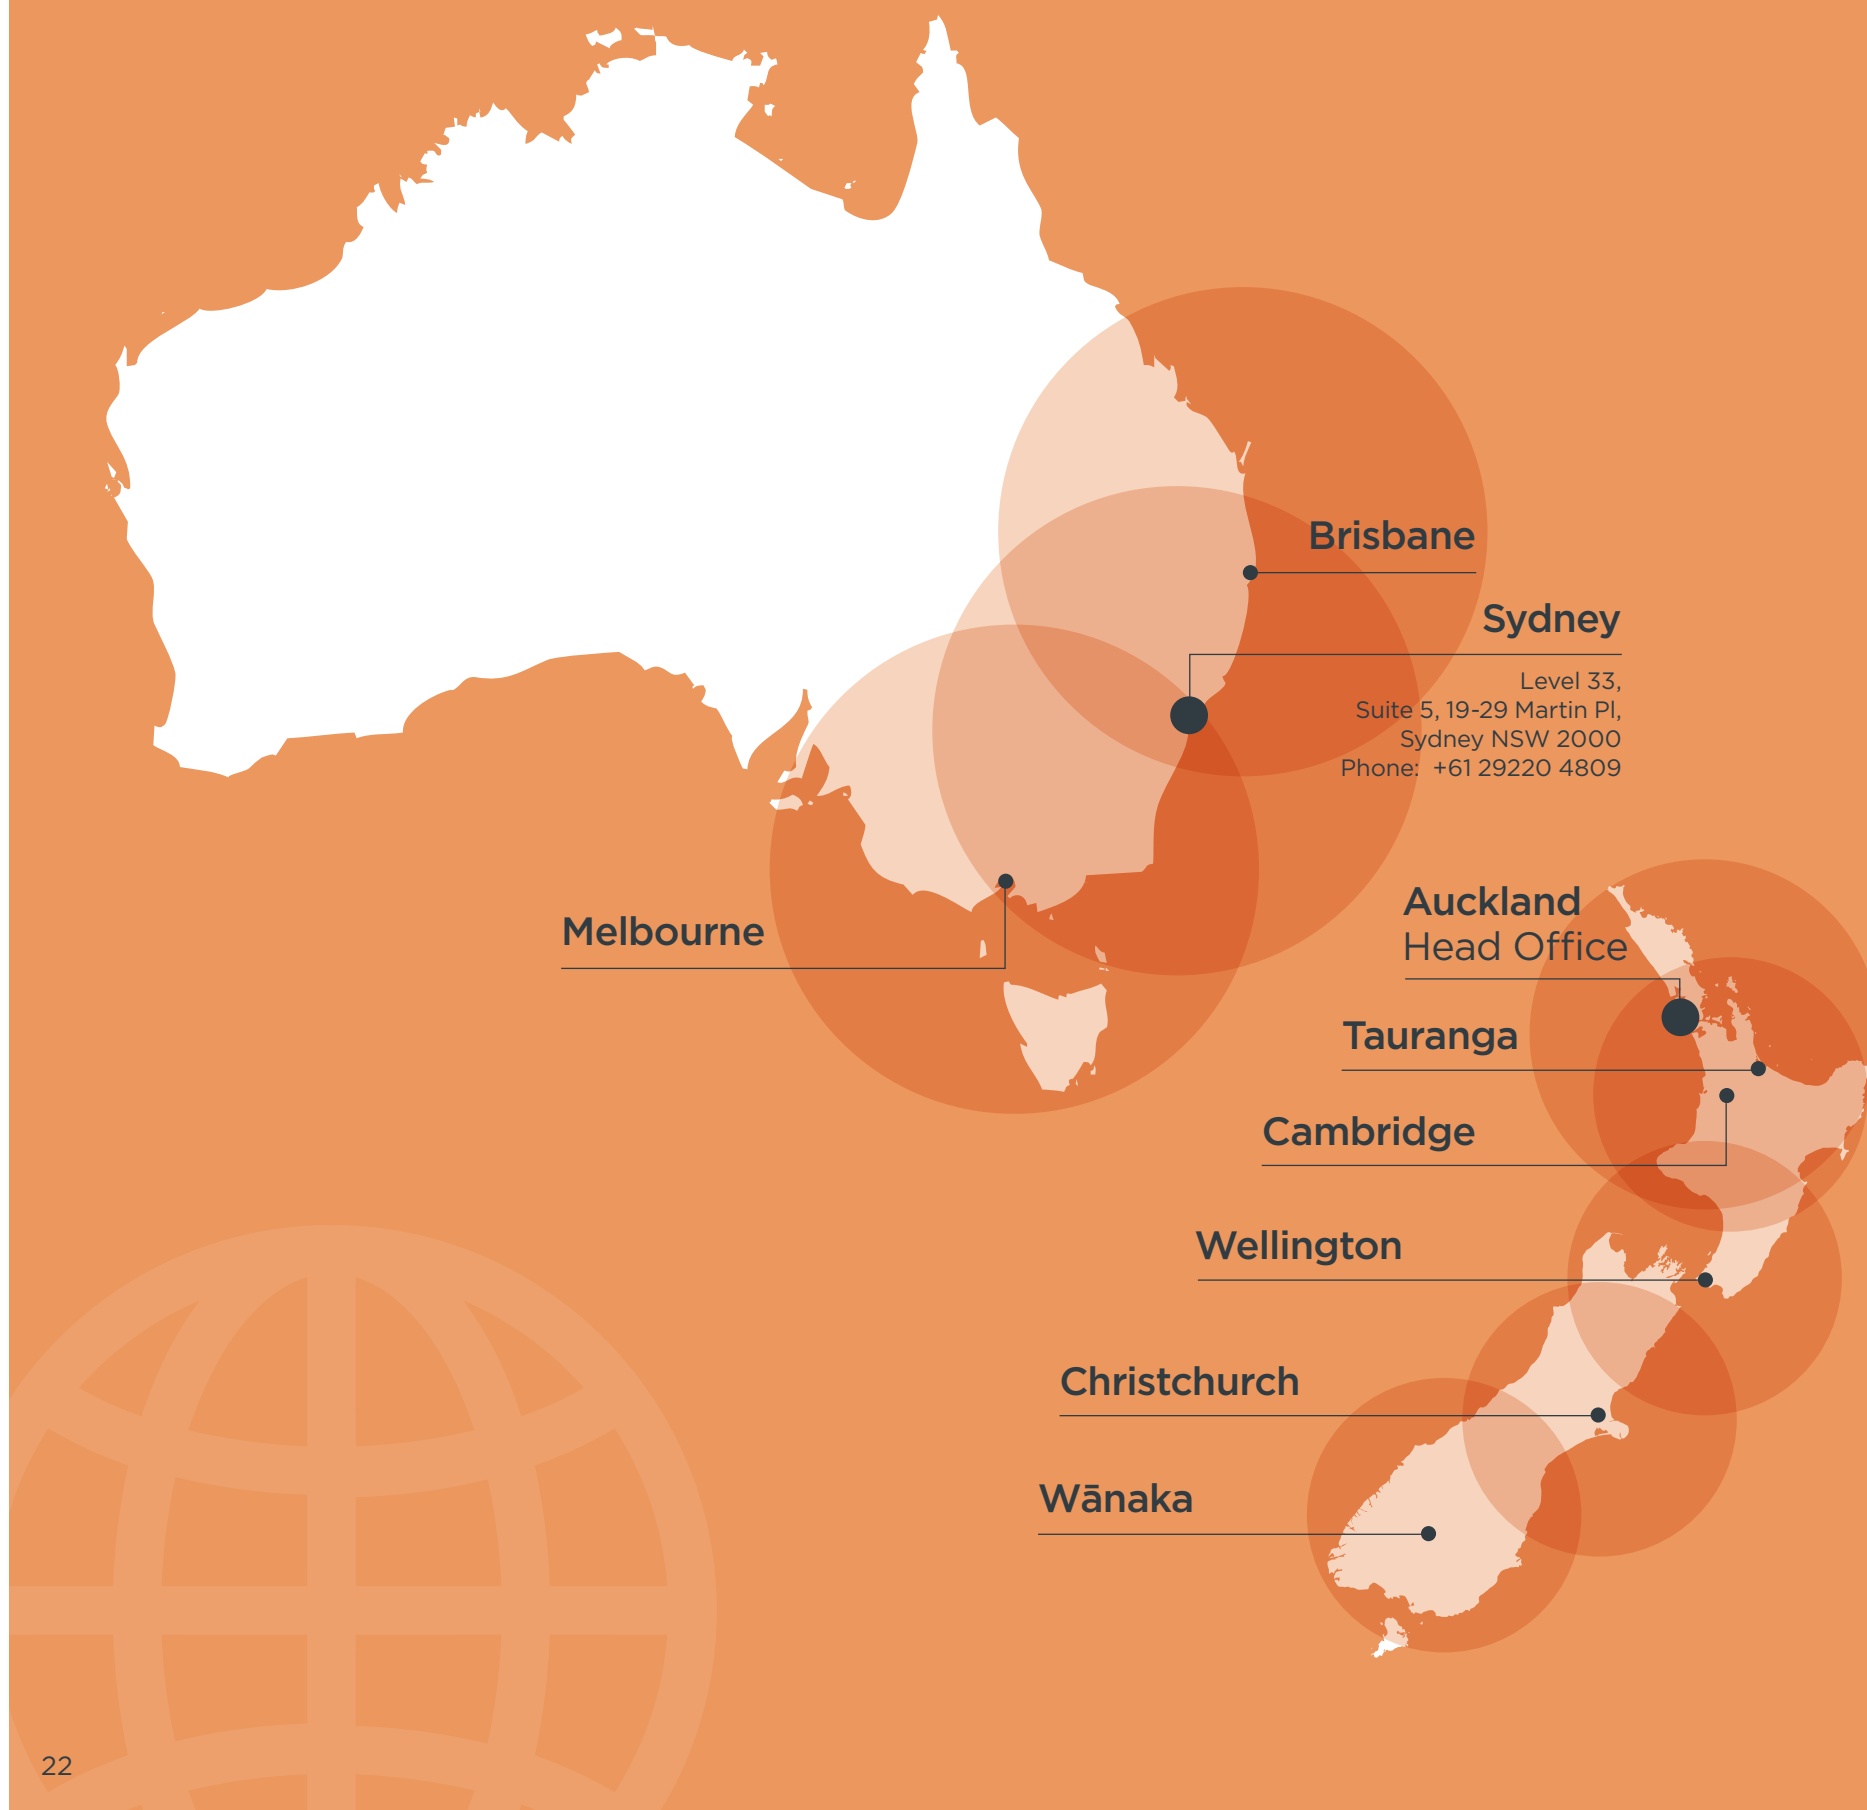 Brisbane
Sydney
Level 33,
Suite 5, 19-29 Martin Pl,
Sydney NSW 2000
Phone: +61 29220 4809
Melbourne
Auckland
Head Office
Tauranga
Cambridge
Wellington
Christchurch
Wānaka
22